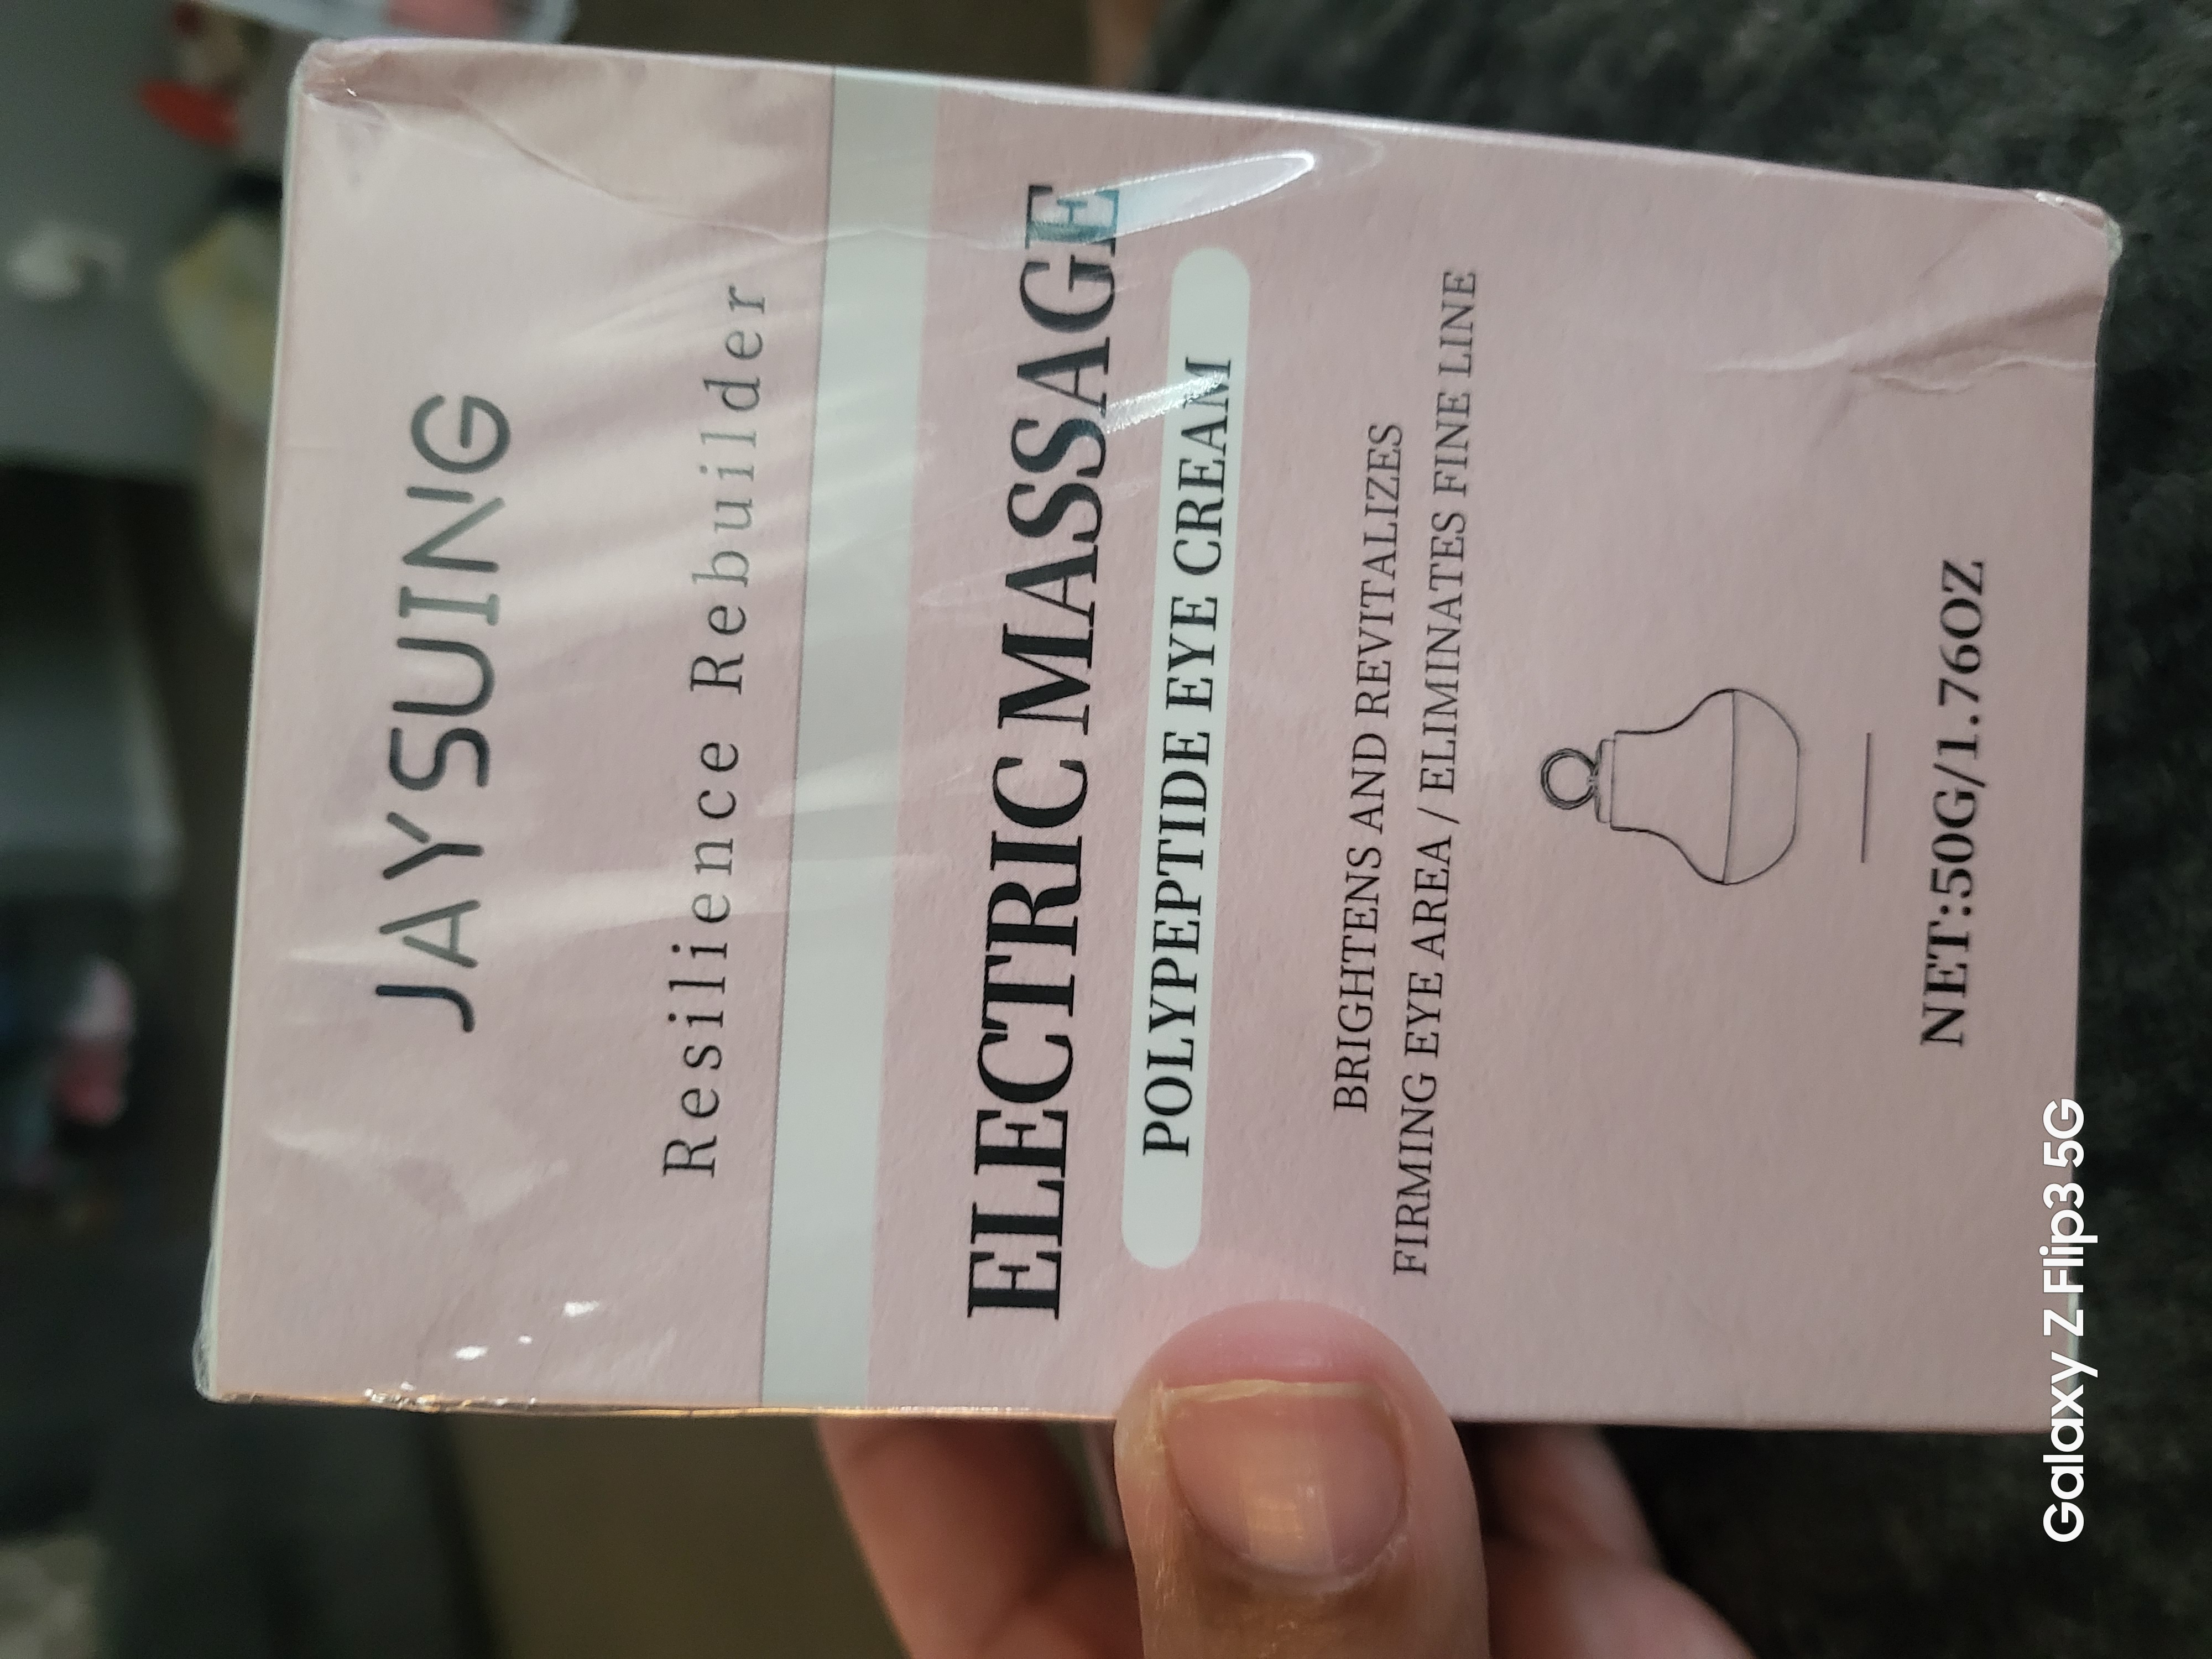 JAYSUING
Resilience Rebuilder
ELECTRIC MASSAGE
POLYPEPTIDE EYE CREAM
BRIGHTENS AND REVITALIZES
FIRMING EYE AREA / ELIMINATES FINE LINE
NET:50G/1.76OZ
Galaxy Z Flip3 5G